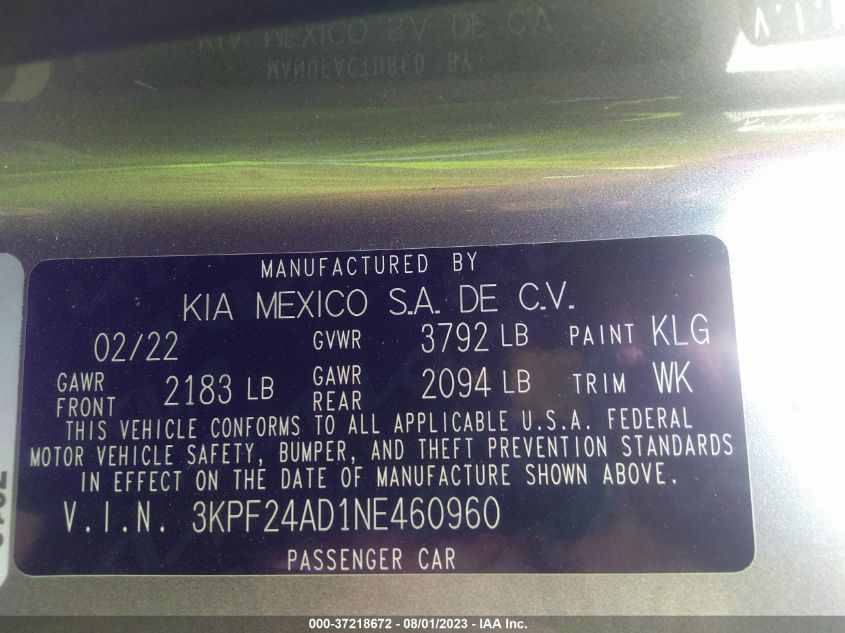 MANUFACTURED BY
KIA MEXICO S.A. DE C.V.
02/22 GVWR 3792 LB PAINT KLG
GAWR FRONT 2183 LB GAWR REAR 2094 LB TRIM WK
THIS VEHICLE CONFORMS TO ALL APPLICABLE U.S.A. FEDERAL
MOTOR VEHICLE SAFETY, BUMPER, AND THEFT PREVENTION STANDARDS
IN EFFECT ON THE DATE OF MANUFACTURE SHOWN ABOVE.
V.I.N. 3KPF24AD1NE460960
PASSENGER CAR
000-37218672 - 08/01/2023 - IAA Inc.